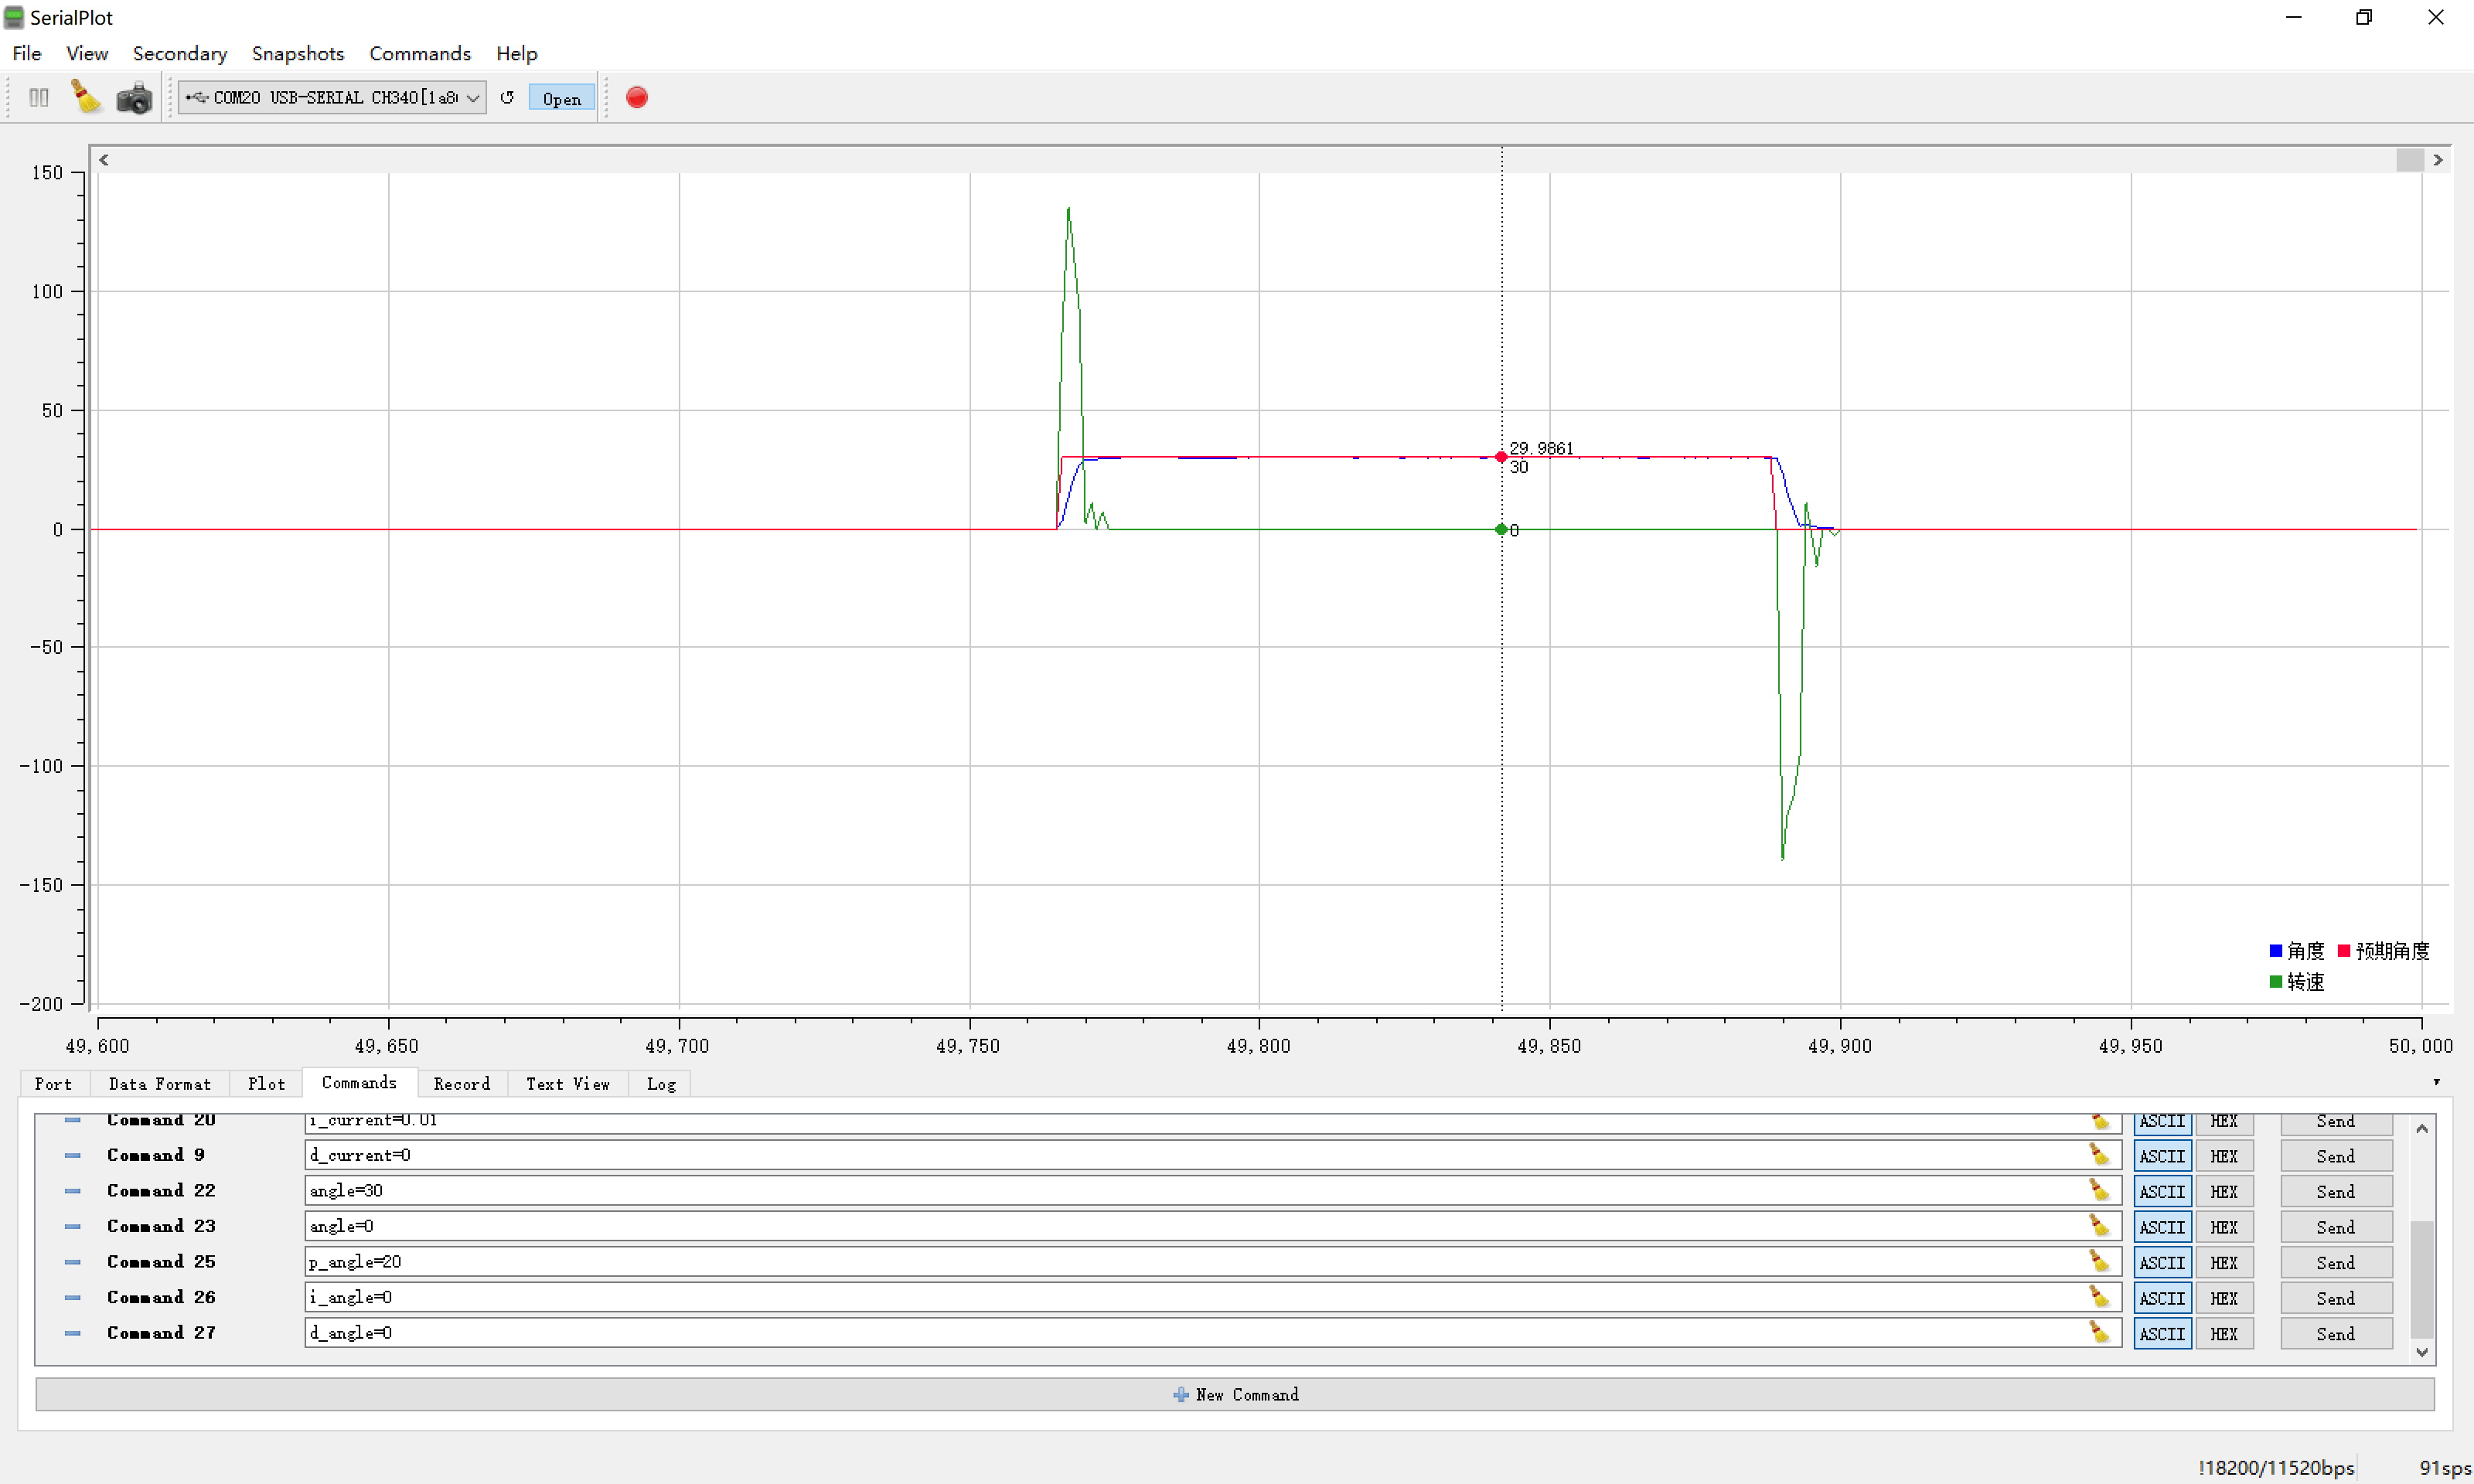 SerialPlot
File View Secondary Snapshots Commands Help
COM20 USB-SERIAL CH340[1a8 Open
150
100
50
0
-50
-100
-150
-200
29.9861
30
0
角度 预期角度
转速
49,600 49,650 49,700 49,750 49,800 49,850 49,900 49,950 50,000
Port Data Format Plot Commands Record Text View Log
Command 20 i_current=0.01 ASCII HEX Send
Command 9 d_current=0 ASCII HEX Send
Command 22 angle=30 ASCII HEX Send
Command 23 angle=0 ASCII HEX Send
Command 25 p_angle=20 ASCII HEX Send
Command 26 i_angle=0 ASCII HEX Send
Command 27 d_angle=0 ASCII HEX Send
New Command
!18200/11520bps 91sps